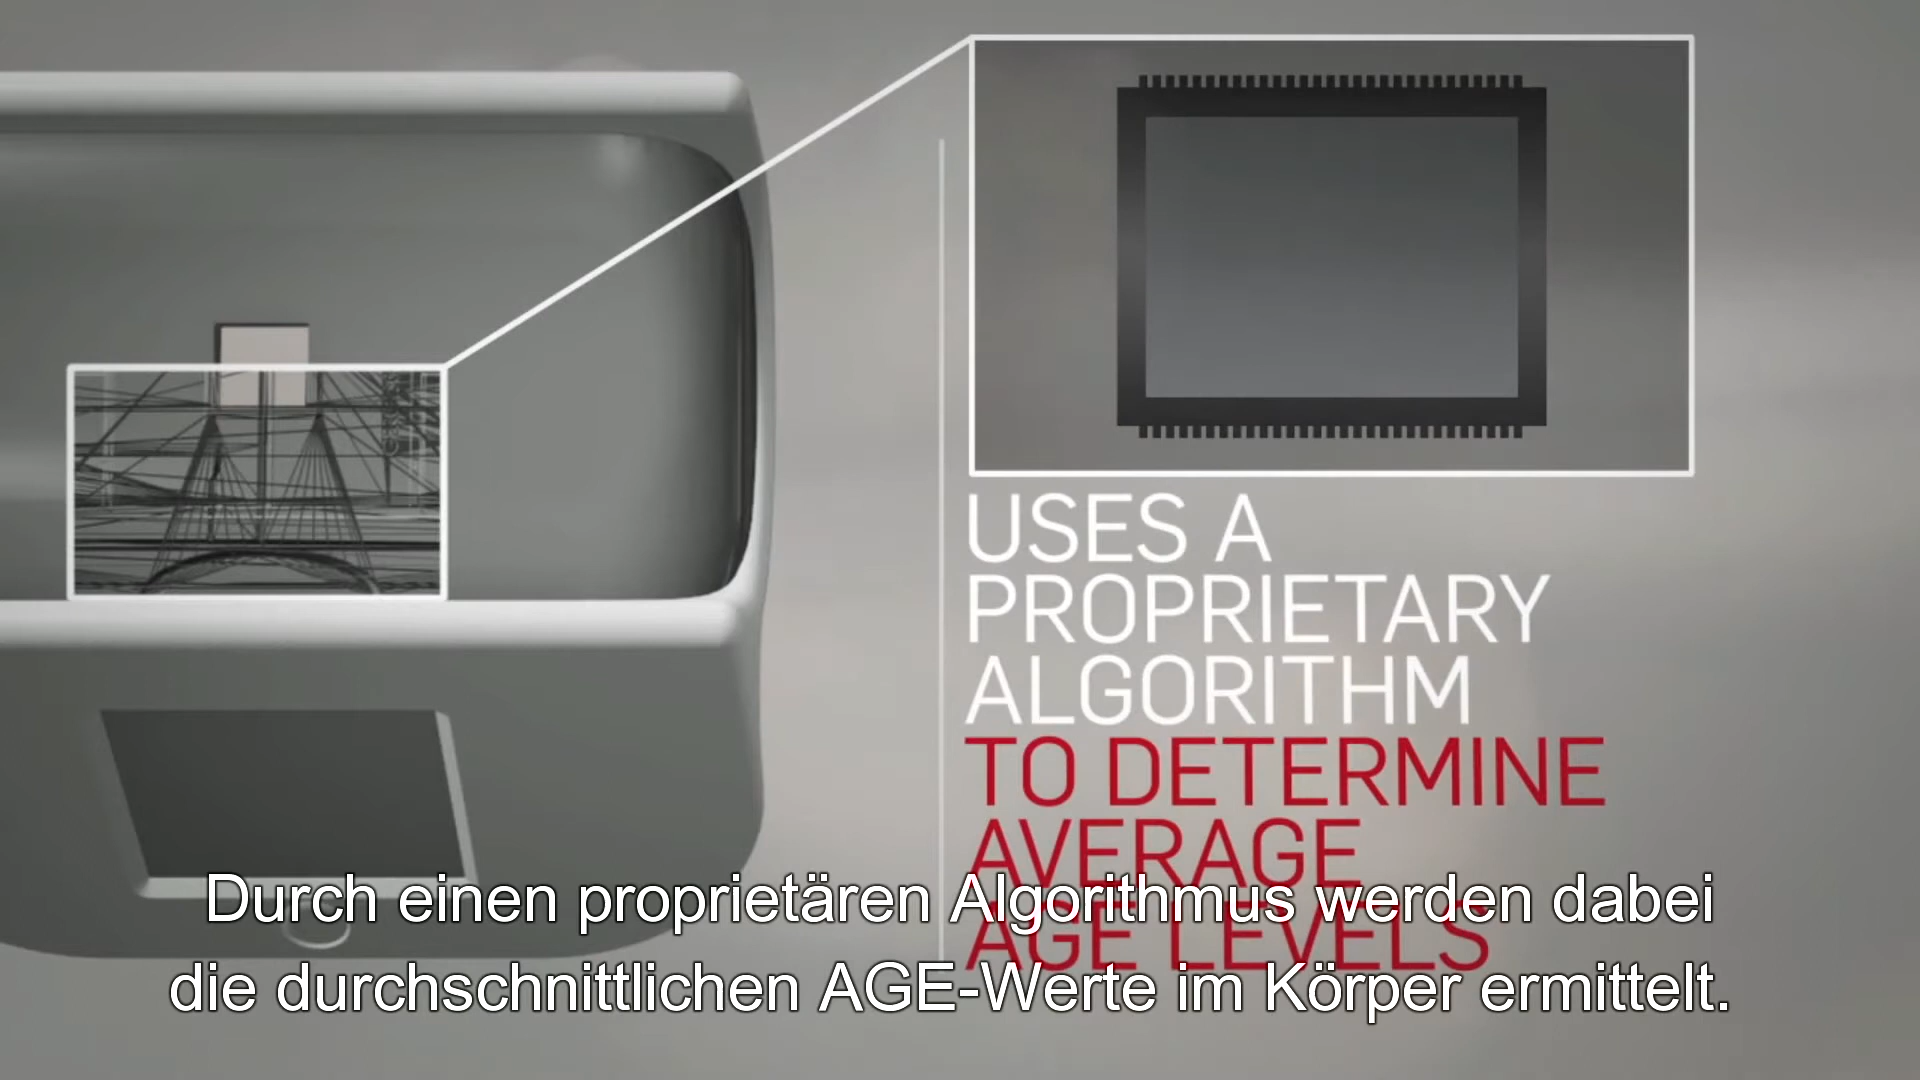 USES A
PROPRIETARY
ALGORITHM
TO DETERMINE
AVERAGE
AGE LEVELS
Durch einen proprietären Algorithmus werden dabei
die durchschnittlichen AGE-Werte im Körper ermittelt.